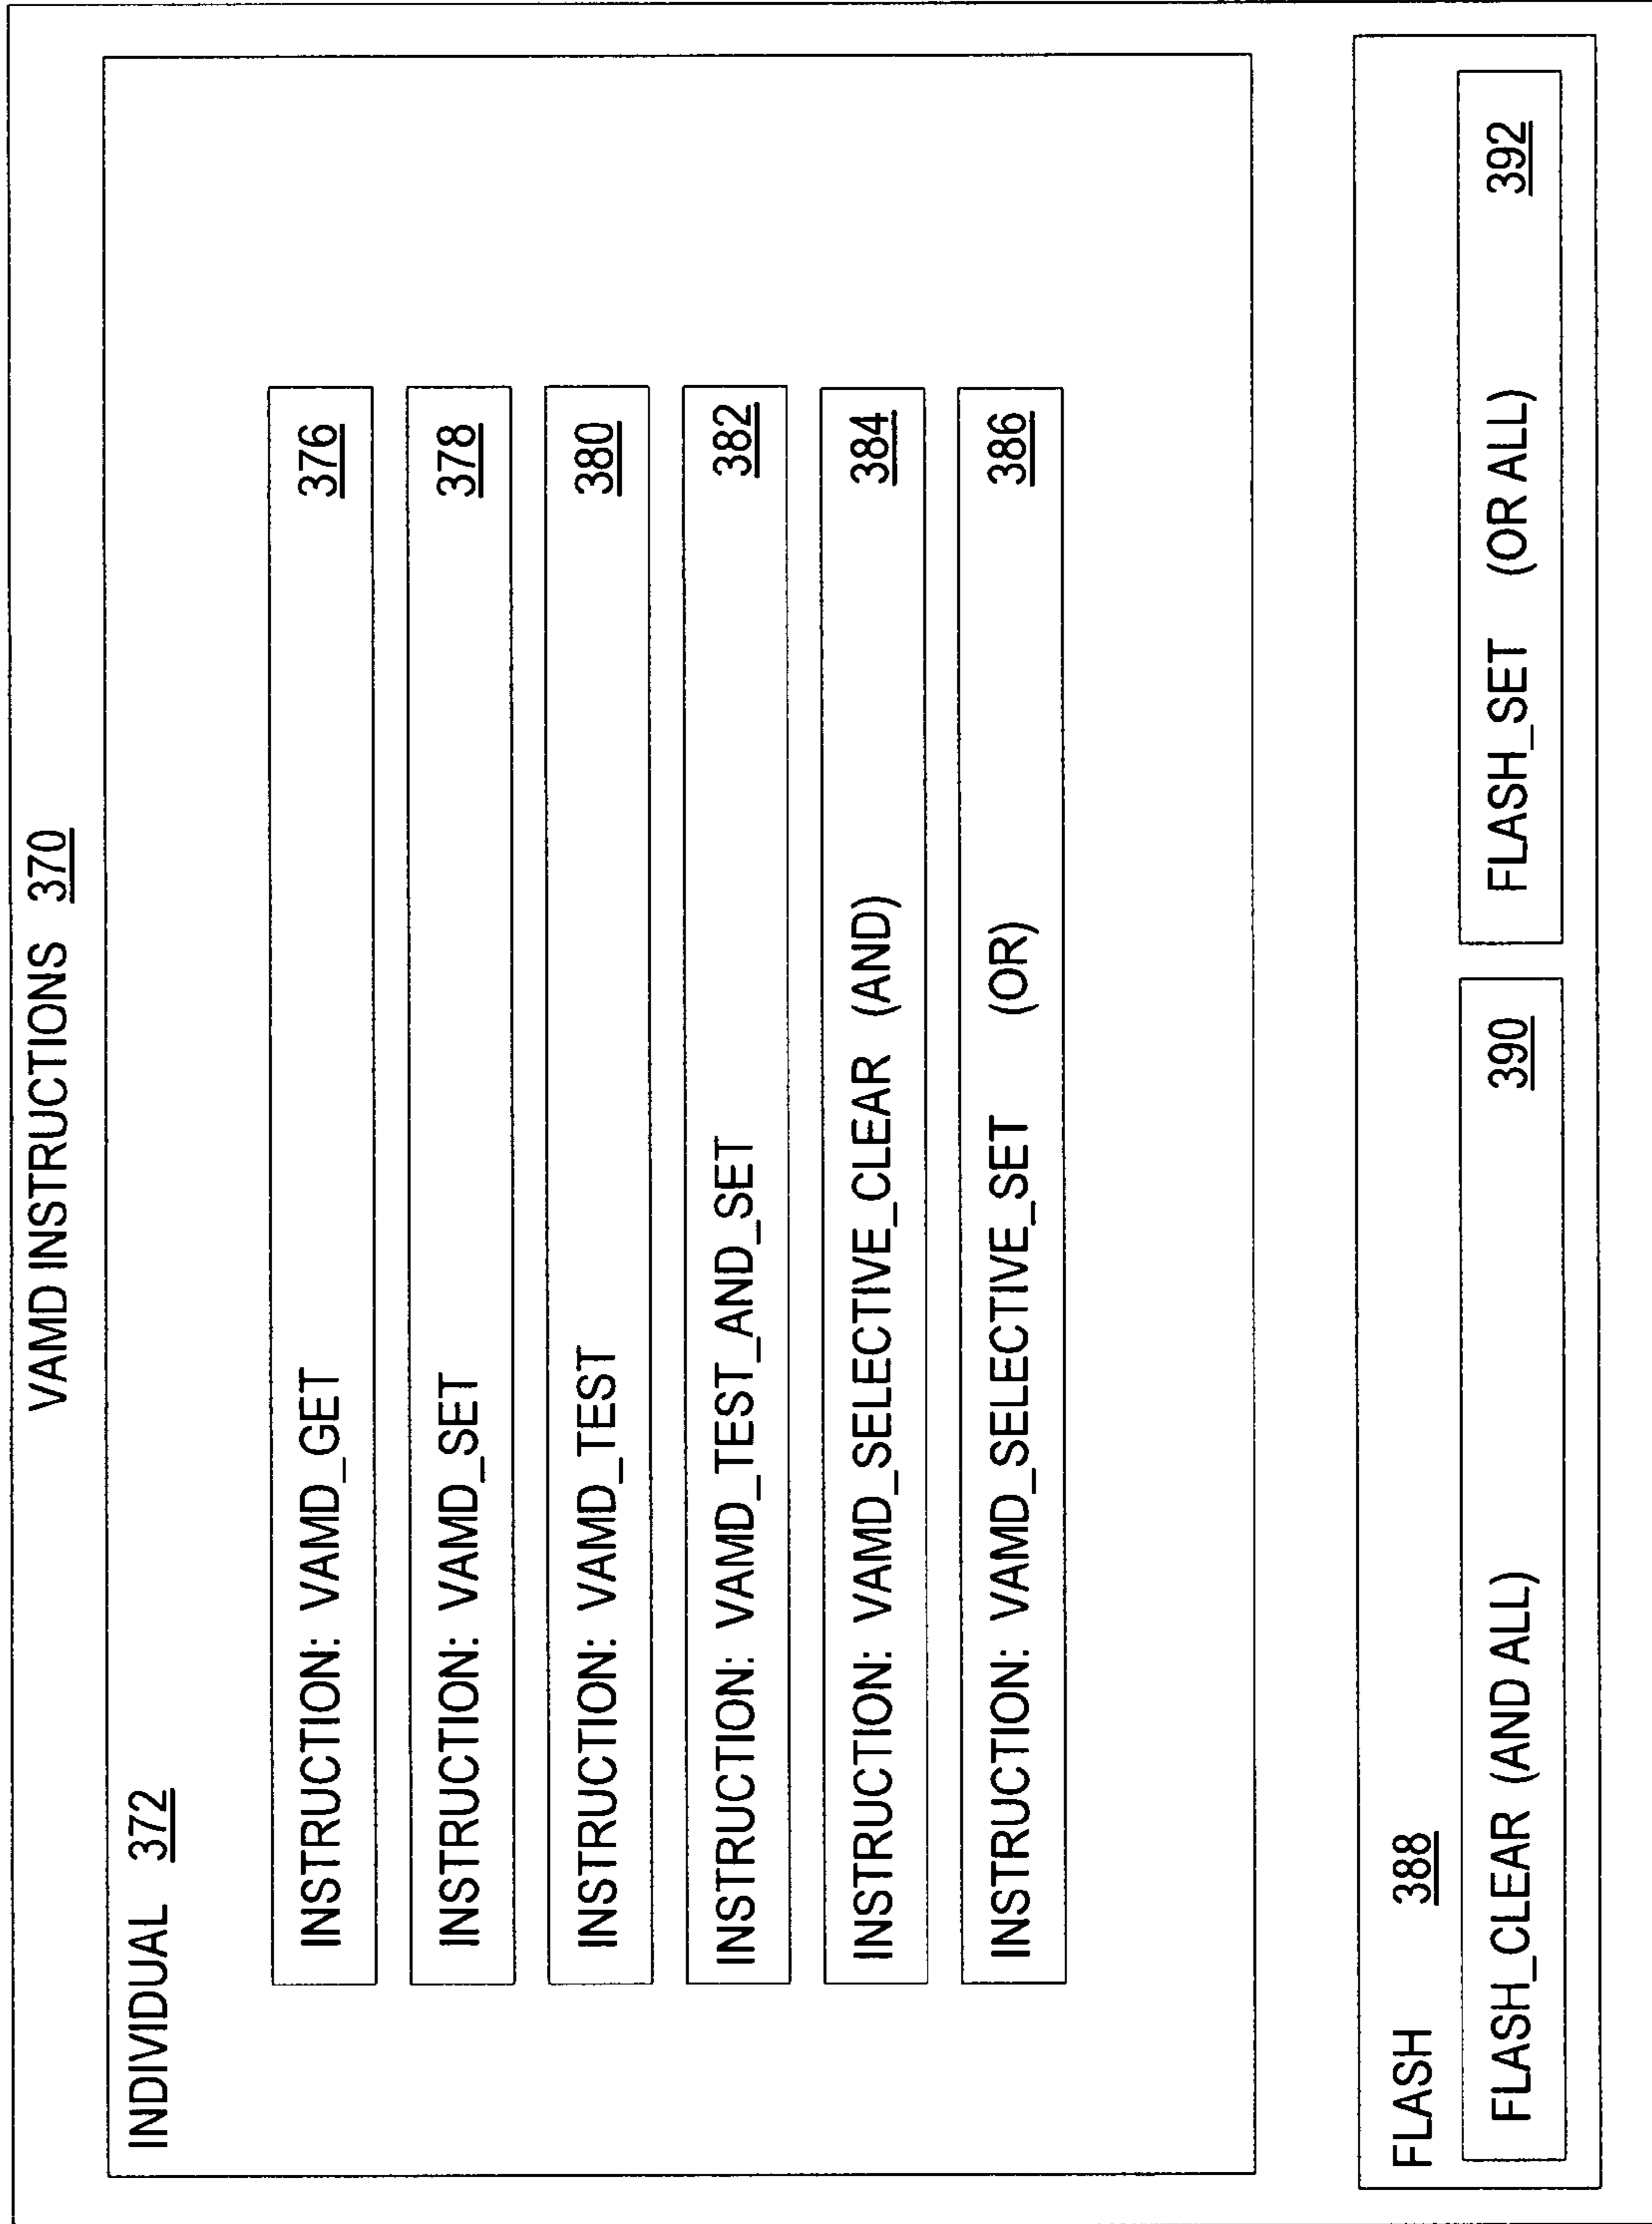 VAMD INSTRUCTIONS 370
INDIVIDUAL 372
INSTRUCTION: VAMD_GET 376
INSTRUCTION: VAMD_SET 378
INSTRUCTION: VAMD_TEST 380
INSTRUCTION: VAMD_TEST_AND_SET 382
INSTRUCTION: VAMD_SELECTIVE_CLEAR (AND) 384
INSTRUCTION: VAMD_SELECTIVE_SET (OR) 386
FLASH 388
FLASH_CLEAR (AND ALL) 390
FLASH_SET (OR ALL) 392